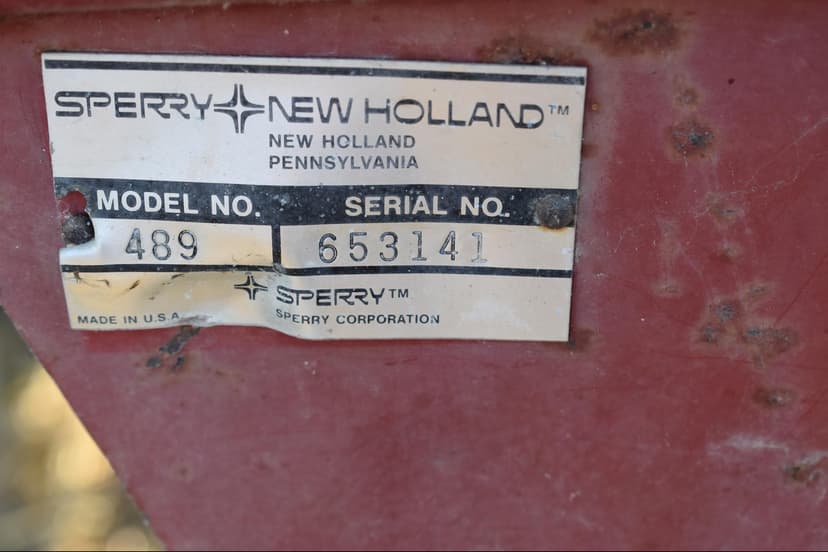 SPERRY NEW HOLLAND™
NEW HOLLAND
PENNSYLVANIA
MODEL NO. SERIAL NO.
489 653141
SPERRY™
MADE IN U.S.A. SPERRY CORPORATION